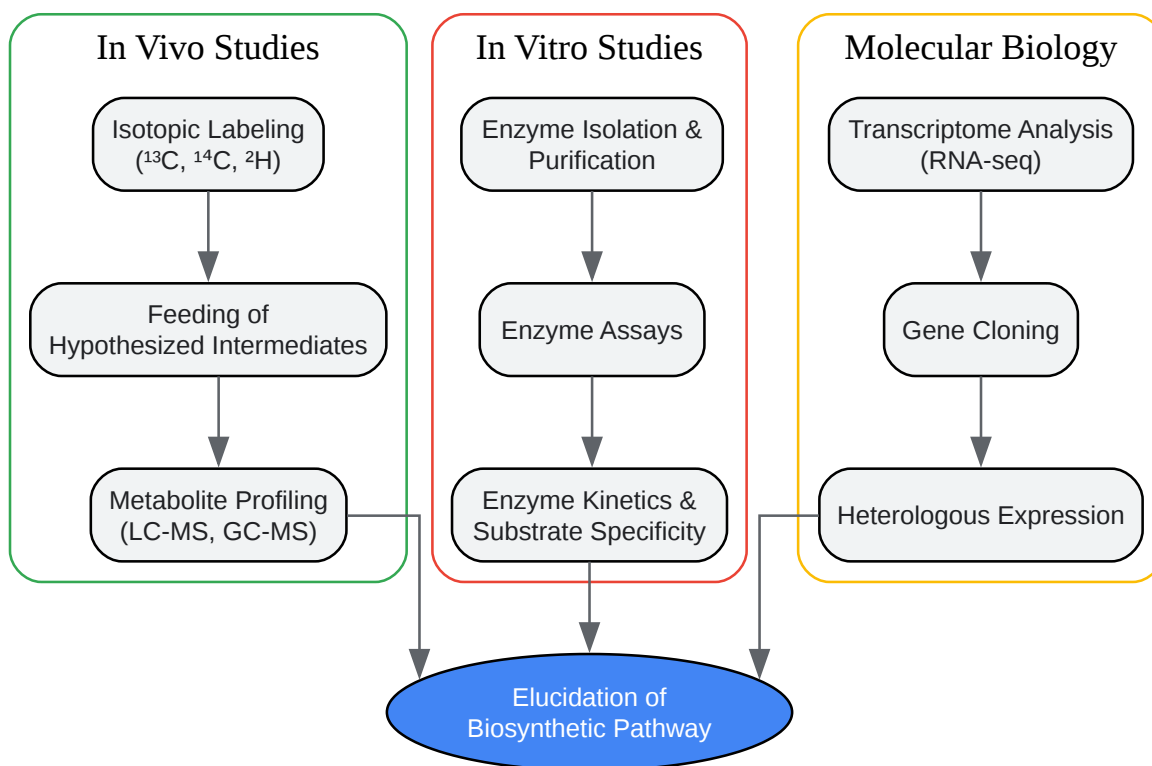 In Vivo Studies
Isotopic Labeling
(¹³C, ¹⁴C, ²H)
Feeding of
Hypothesized Intermediates
Metabolite Profiling
(LC-MS, GC-MS)
In Vitro Studies
Enzyme Isolation &
Purification
Enzyme Assays
Enzyme Kinetics &
Substrate Specificity
Molecular Biology
Transcriptome Analysis
(RNA-seq)
Gene Cloning
Heterologous Expression
Elucidation of
Biosynthetic Pathway